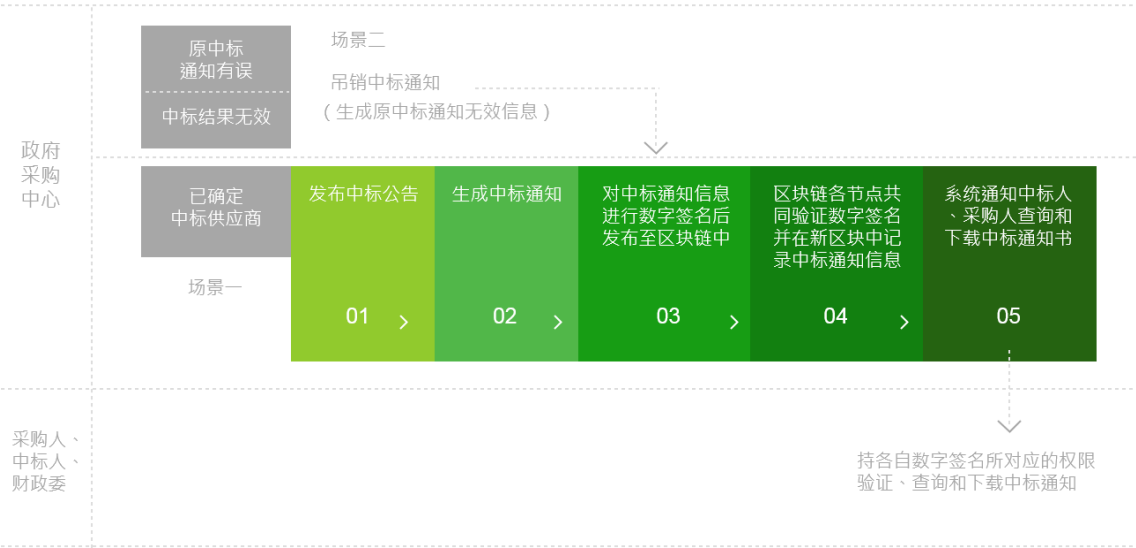 政府
采购
中心
原中标
通知有误
中标结果无效
场景二
吊销中标通知
（生成原中标通知无效信息）
已确定
中标供应商
场景一
发布中标公告
01
生成中标通知
02
对中标通知信息
进行数字签名后
发布至区块链中
03
区块链各节点共
同验证数字签名
并在新区块中记
录中标通知信息
04
系统通知中标人
、采购人查询和
下载中标通知书
05
采购人、
中标人、
财政委
持各自数字签名所对应的权限
验证、查询和下载中标通知